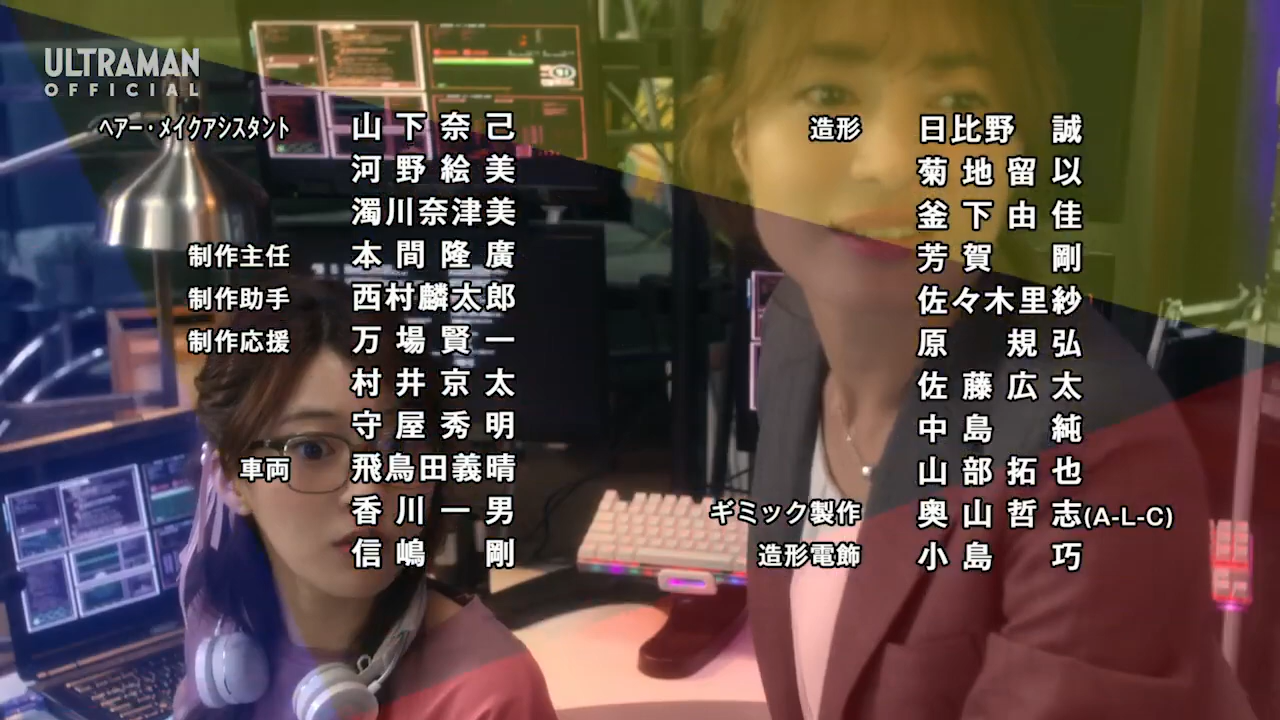 ULTRAMAN
OFFICIAL
ヘアー・メイクアシスタント 山下奈己
河野絵美
濁川奈津美
制作主任 本間隆廣
制作助手 西村麟太郎
制作応援 万場賢一
村井京太
守屋秀明
車両 飛鳥田義晴
香川一男
信嶋 剛
造形 日比野 誠
菊地留以
釜下由佳
芳賀 剛
佐々木里紗
原 規弘
佐藤広太
中島 純
山部拓也
ギミック製作 奥山哲志(A-L-C)
造形電飾 小島 巧